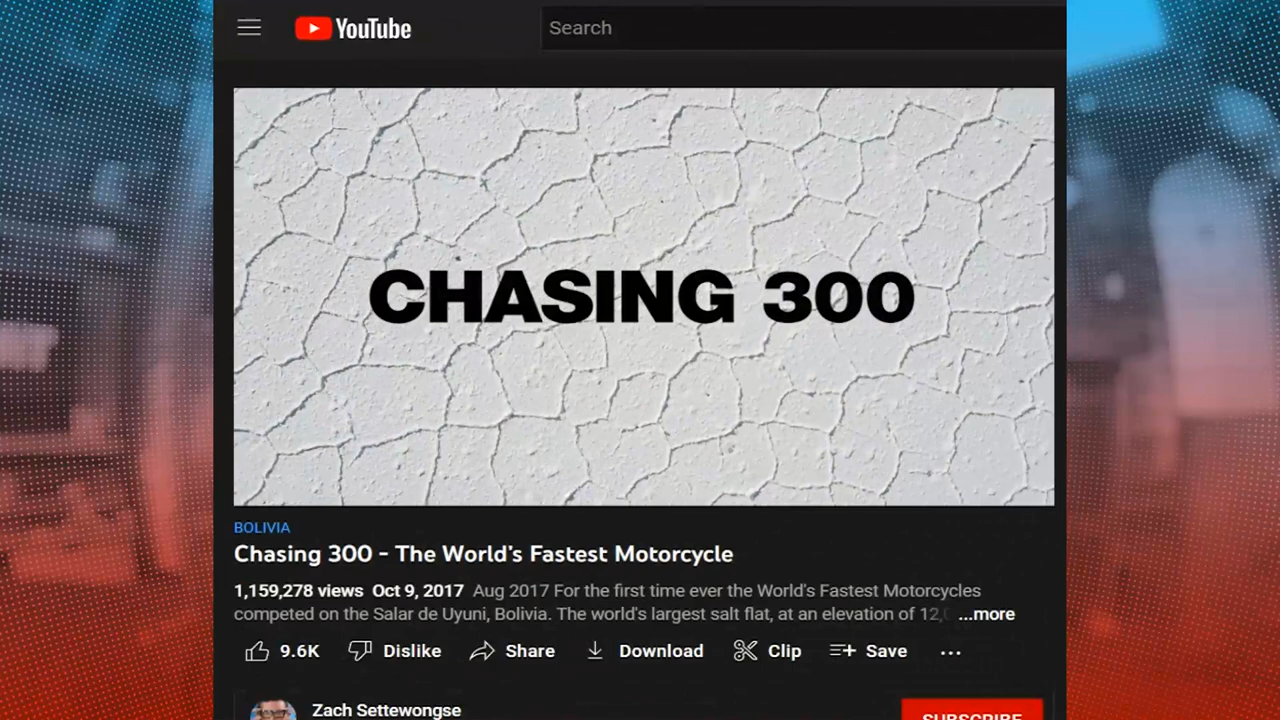 YouTube
Search
CHASING 300
BOLIVIA
Chasing 300 - The World's Fastest Motorcycle
1,159,278 views Oct 9, 2017 Aug 2017 For the first time ever the World's Fastest Motorcycles
competed on the Salar de Uyuni, Bolivia. The world's largest salt flat, at an elevation of 12, ...more
9.6K Dislike Share Download Clip Save ...
Zach Settewongse
SUBSCRIBE